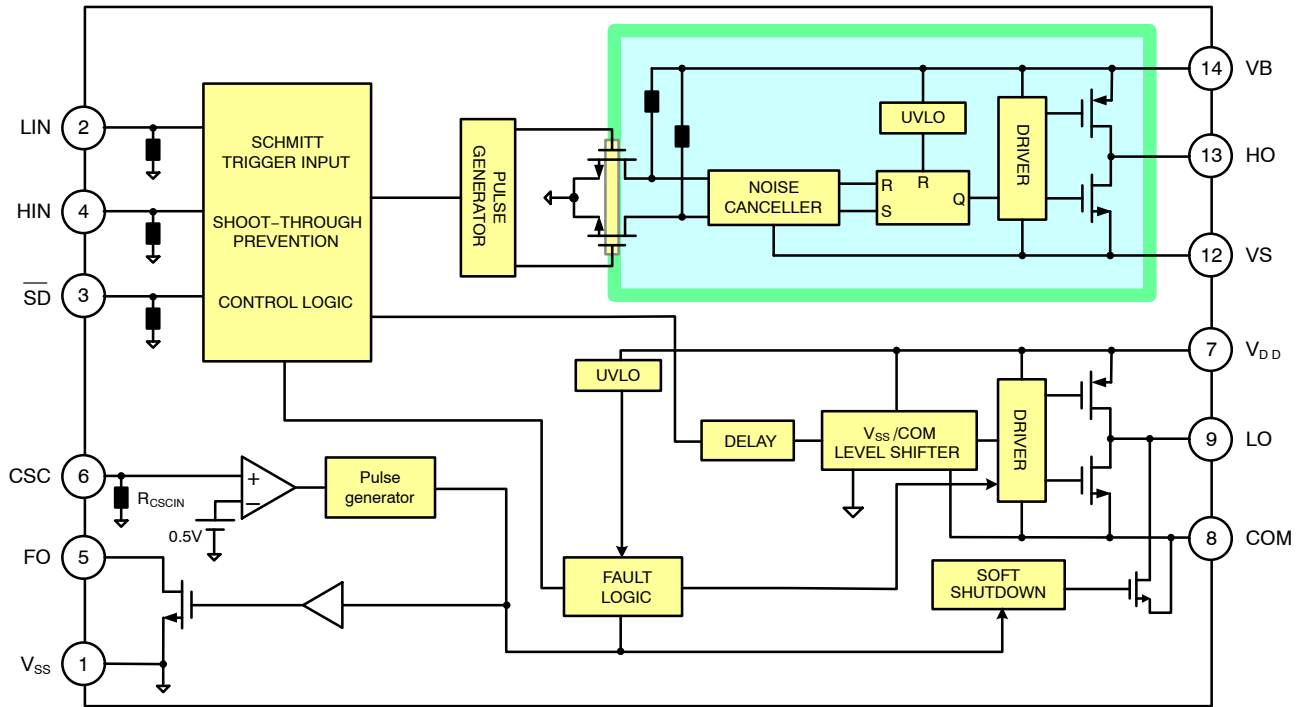 14 VB
UVLO
LIN 2
SCHMITT
TRIGGER INPUT
PULSE
GENERATOR
DRIVER
13 HO
NOISE
CANCELLER
R
S
R
Q
HIN 4
SHOOT−THROUGH
PREVENTION
12 VS
SD 3
CONTROL LOGIC
7 VDD
UVLO
DRIVER
DELAY
VSS/COM
LEVEL SHIFTER
9 LO
CSC 6
RCSCIN
+
−
0.5V
Pulse
generator
8 COM
FO 5
FAULT
LOGIC
SOFT
SHUTDOWN
VSS 1